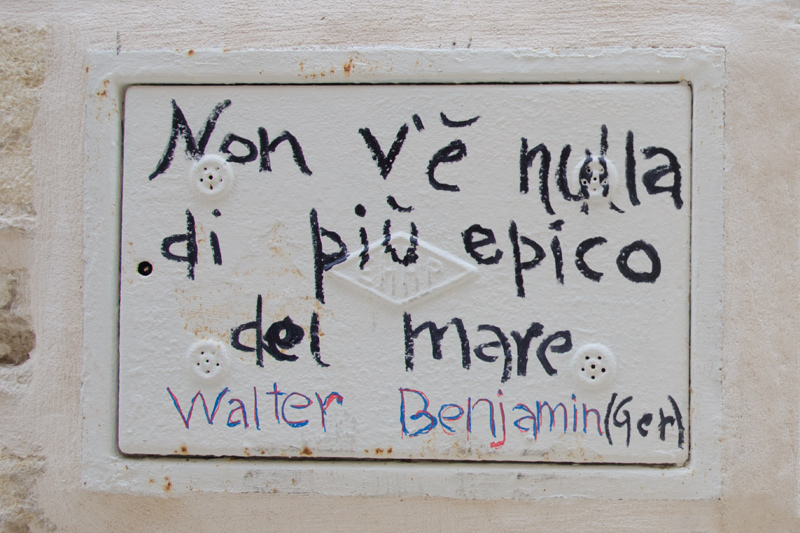 Non v'è nulla
di più epico
del mare
Walter Benjamin (Ger)